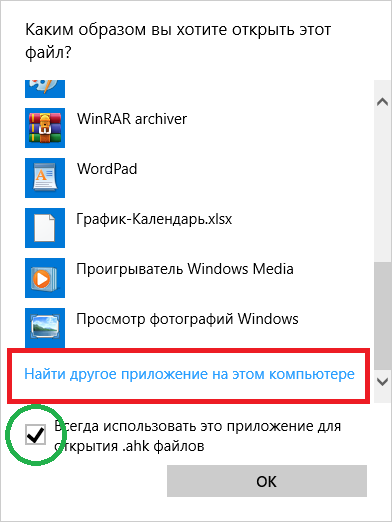 Каким образом вы хотите открыть этот
файл?
WinRAR archiver
WordPad
График-Календарь.xlsx
Проигрыватель Windows Media
Просмотр фотографий Windows
Найти другое приложение на этом компьютере
Всегда использовать это приложение для
открытия .ahk файлов
ОК